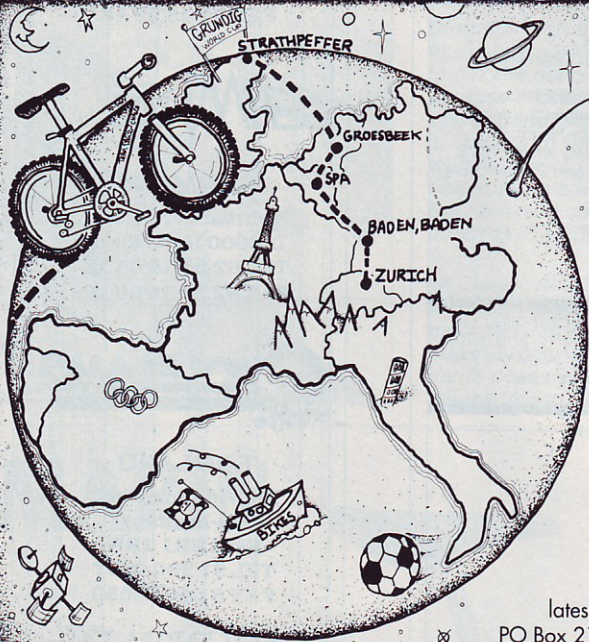 GRUNDIG
WORLD CUP
STRATHPEFFER
GROESBEEK
SPA
BADEN, BADEN
ZURICH
BIKES
lates
PO Box 2